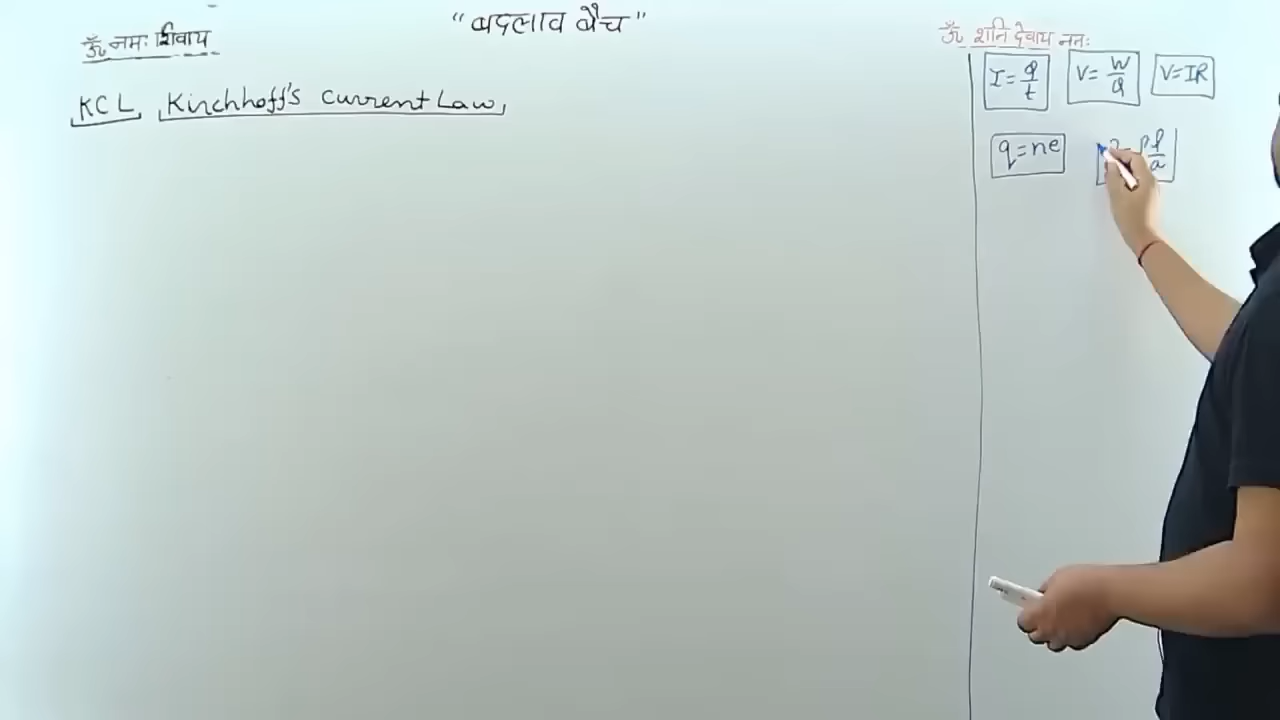 "बदलाव बैच"
ॐ नमः शिवाय
KCL, Kirchhoff's Current Law,
ॐ शनि देवाय नमः
I = Q/t V = W/Q V=IR
q=ne